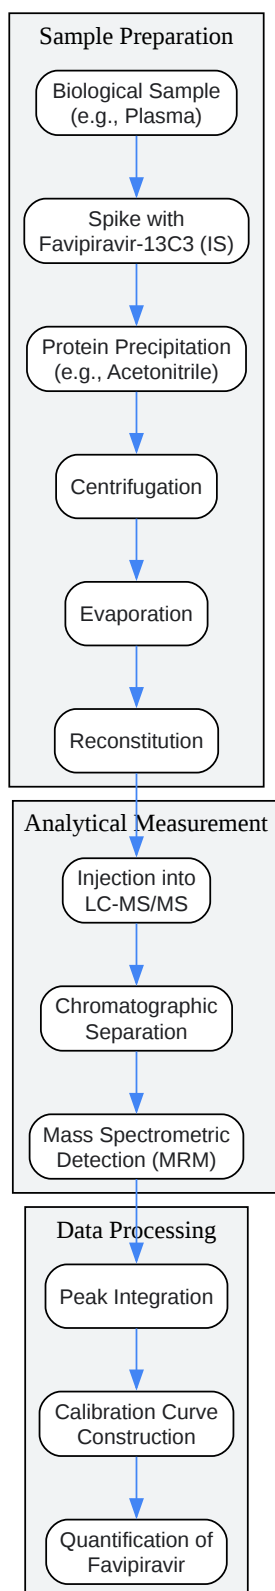 Sample Preparation
Biological Sample
(e.g., Plasma)
Spike with
Favipiravir-13C3 (IS)
Protein Precipitation
(e.g., Acetonitrile)
Centrifugation
Evaporation
Reconstitution
Analytical Measurement
Injection into
LC-MS/MS
Chromatographic
Separation
Mass Spectrometric
Detection (MRM)
Data Processing
Peak Integration
Calibration Curve
Construction
Quantification of
Favipiravir